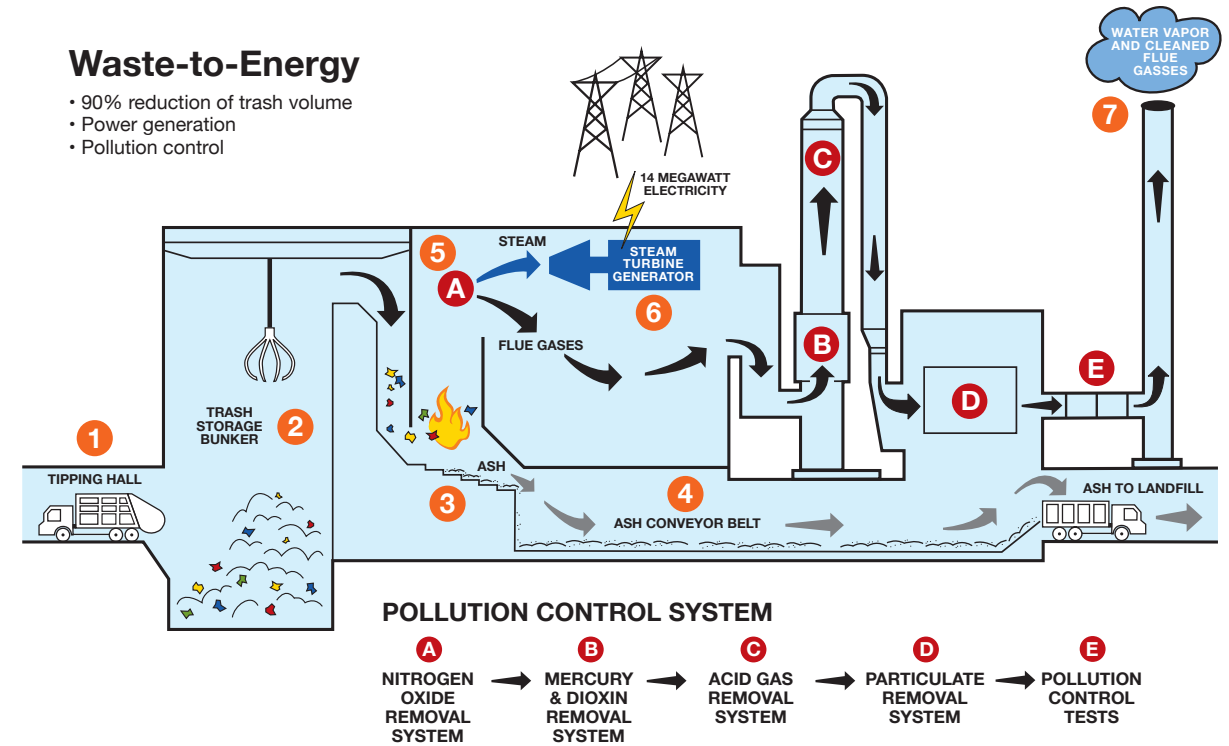 Waste-to-Energy
• 90% reduction of trash volume
• Power generation
• Pollution control
WATER VAPOR
AND CLEANED
FLUE
GASSES
7
14 MEGAWATT
ELECTRICITY
C
5
STEAM
A
STEAM
TURBINE
GENERATOR
6
FLUE GASES
B
E
D
1
TIPPING HALL
TRASH
STORAGE
BUNKER
2
3
ASH
4
ASH CONVEYOR BELT
ASH TO LANDFILL
POLLUTION CONTROL SYSTEM
A
NITROGEN
OXIDE
REMOVAL
SYSTEM
B
MERCURY
& DIOXIN
REMOVAL
SYSTEM
C
ACID GAS
REMOVAL
SYSTEM
D
PARTICULATE
REMOVAL
SYSTEM
E
POLLUTION
CONTROL
TESTS